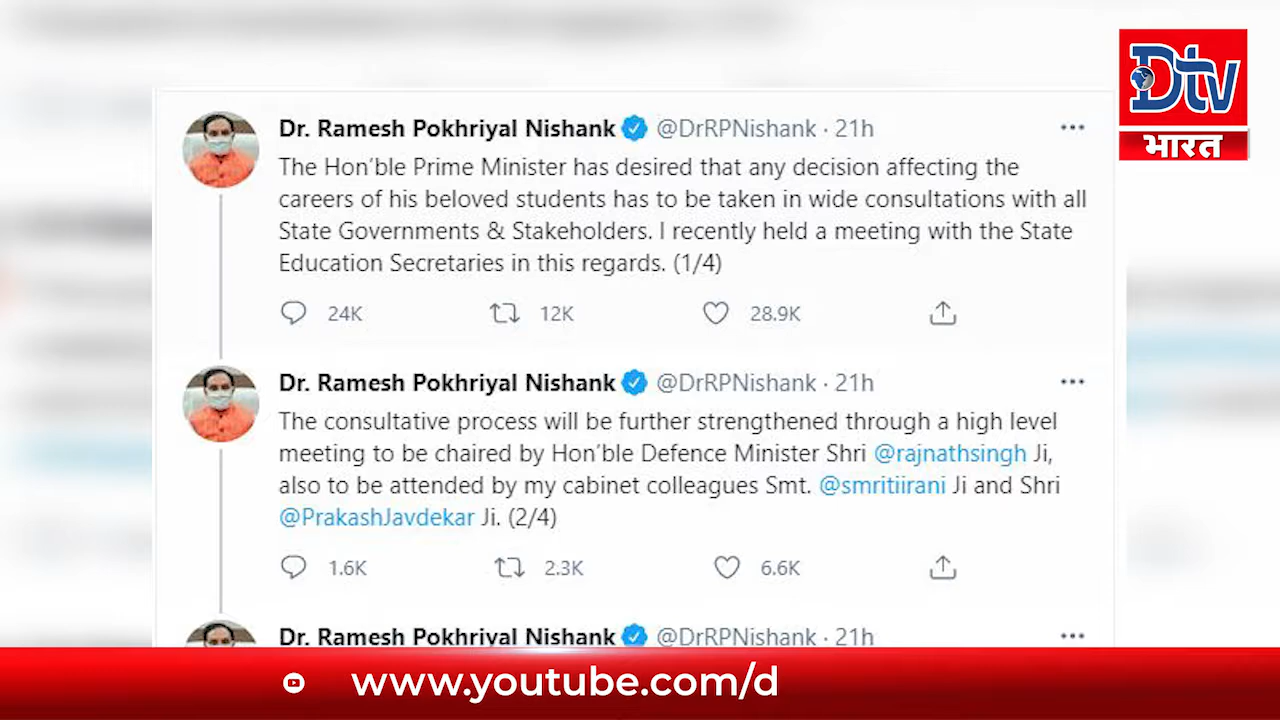 Dtv
भारत
Dr. Ramesh Pokhriyal Nishank @DrRPNishank · 21h
The Hon'ble Prime Minister has desired that any decision affecting the
careers of his beloved students has to be taken in wide consultations with all
State Governments & Stakeholders. I recently held a meeting with the State
Education Secretaries in this regards. (1/4)
24K 12K 28.9K
Dr. Ramesh Pokhriyal Nishank @DrRPNishank · 21h
The consultative process will be further strengthened through a high level
meeting to be chaired by Hon'ble Defence Minister Shri @rajnathsingh Ji,
also to be attended by my cabinet colleagues Smt. @smritiirani Ji and Shri
@PrakashJavdekar Ji. (2/4)
1.6K 2.3K 6.6K
Dr. Ramesh Pokhriyal Nishank @DrRPNishank · 21h
www.youtube.com/d